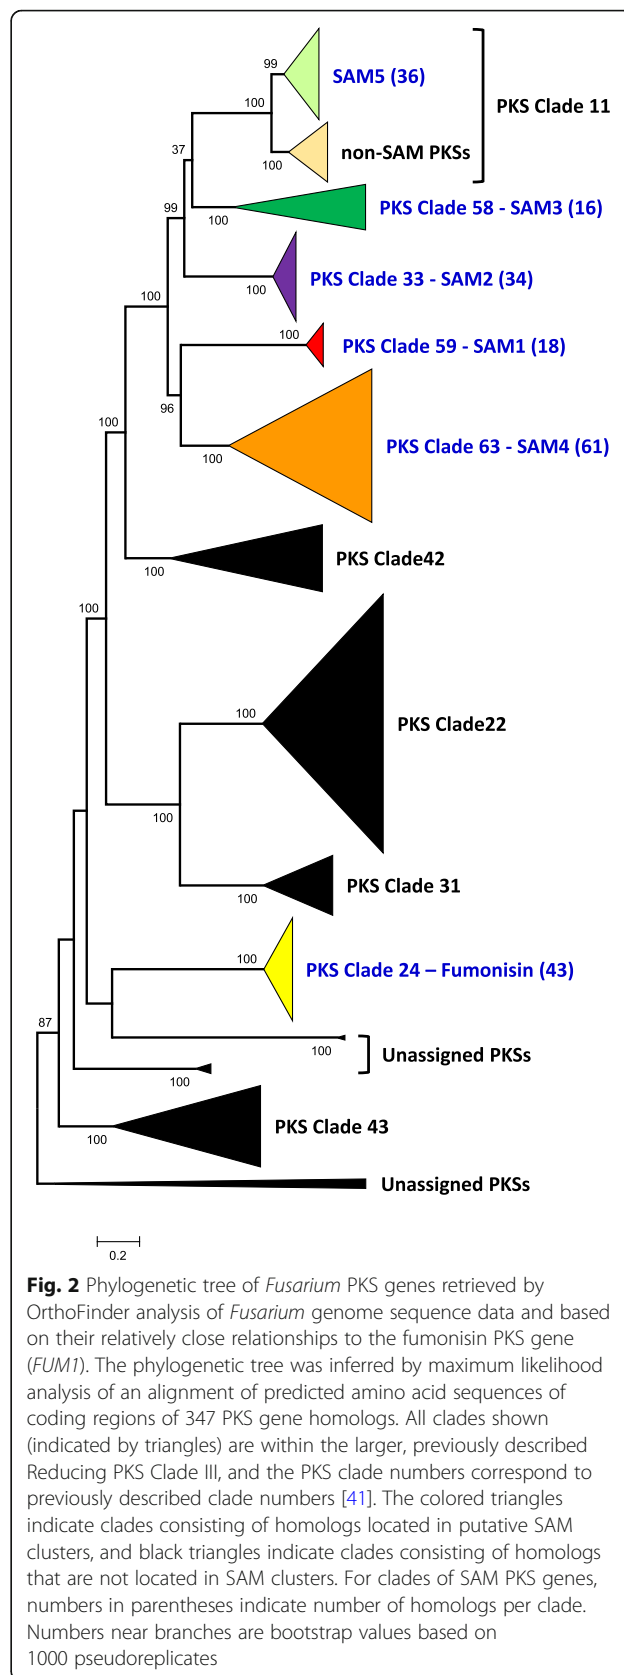 99
SAM5 (36)
100
PKS Clade 11
37
100
non-SAM PKSs
99
100
PKS Clade 58 - SAM3 (16)
100
100
PKS Clade 33 - SAM2 (34)
100
PKS Clade 59 - SAM1 (18)
96
100
100
PKS Clade 63 - SAM4 (61)
100
PKS Clade42
100
100
PKS Clade22
100
100
PKS Clade 31
100
PKS Clade 24 – Fumonisin (43)
87
100
Unassigned PKSs
100
100
PKS Clade 43
Unassigned PKSs
0.2
Fig. 2 Phylogenetic tree of Fusarium PKS genes retrieved by
OrthoFinder analysis of Fusarium genome sequence data and based
on their relatively close relationships to the fumonisin PKS gene
(FUM1). The phylogenetic tree was inferred by maximum likelihood
analysis of an alignment of predicted amino acid sequences of
coding regions of 347 PKS gene homologs. All clades shown
(indicated by triangles) are within the larger, previously described
Reducing PKS Clade III, and the PKS clade numbers correspond to
previously described clade numbers [41]. The colored triangles
indicate clades consisting of homologs located in putative SAM
clusters, and black triangles indicate clades consisting of homologs
that are not located in SAM clusters. For clades of SAM PKS genes,
numbers in parentheses indicate number of homologs per clade.
Numbers near branches are bootstrap values based on
1000 pseudoreplicates